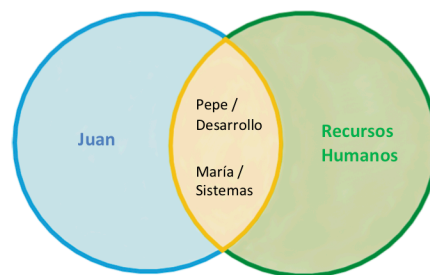 Juan
Pepe /
Desarrollo
María /
Sistemas
Recursos
Humanos